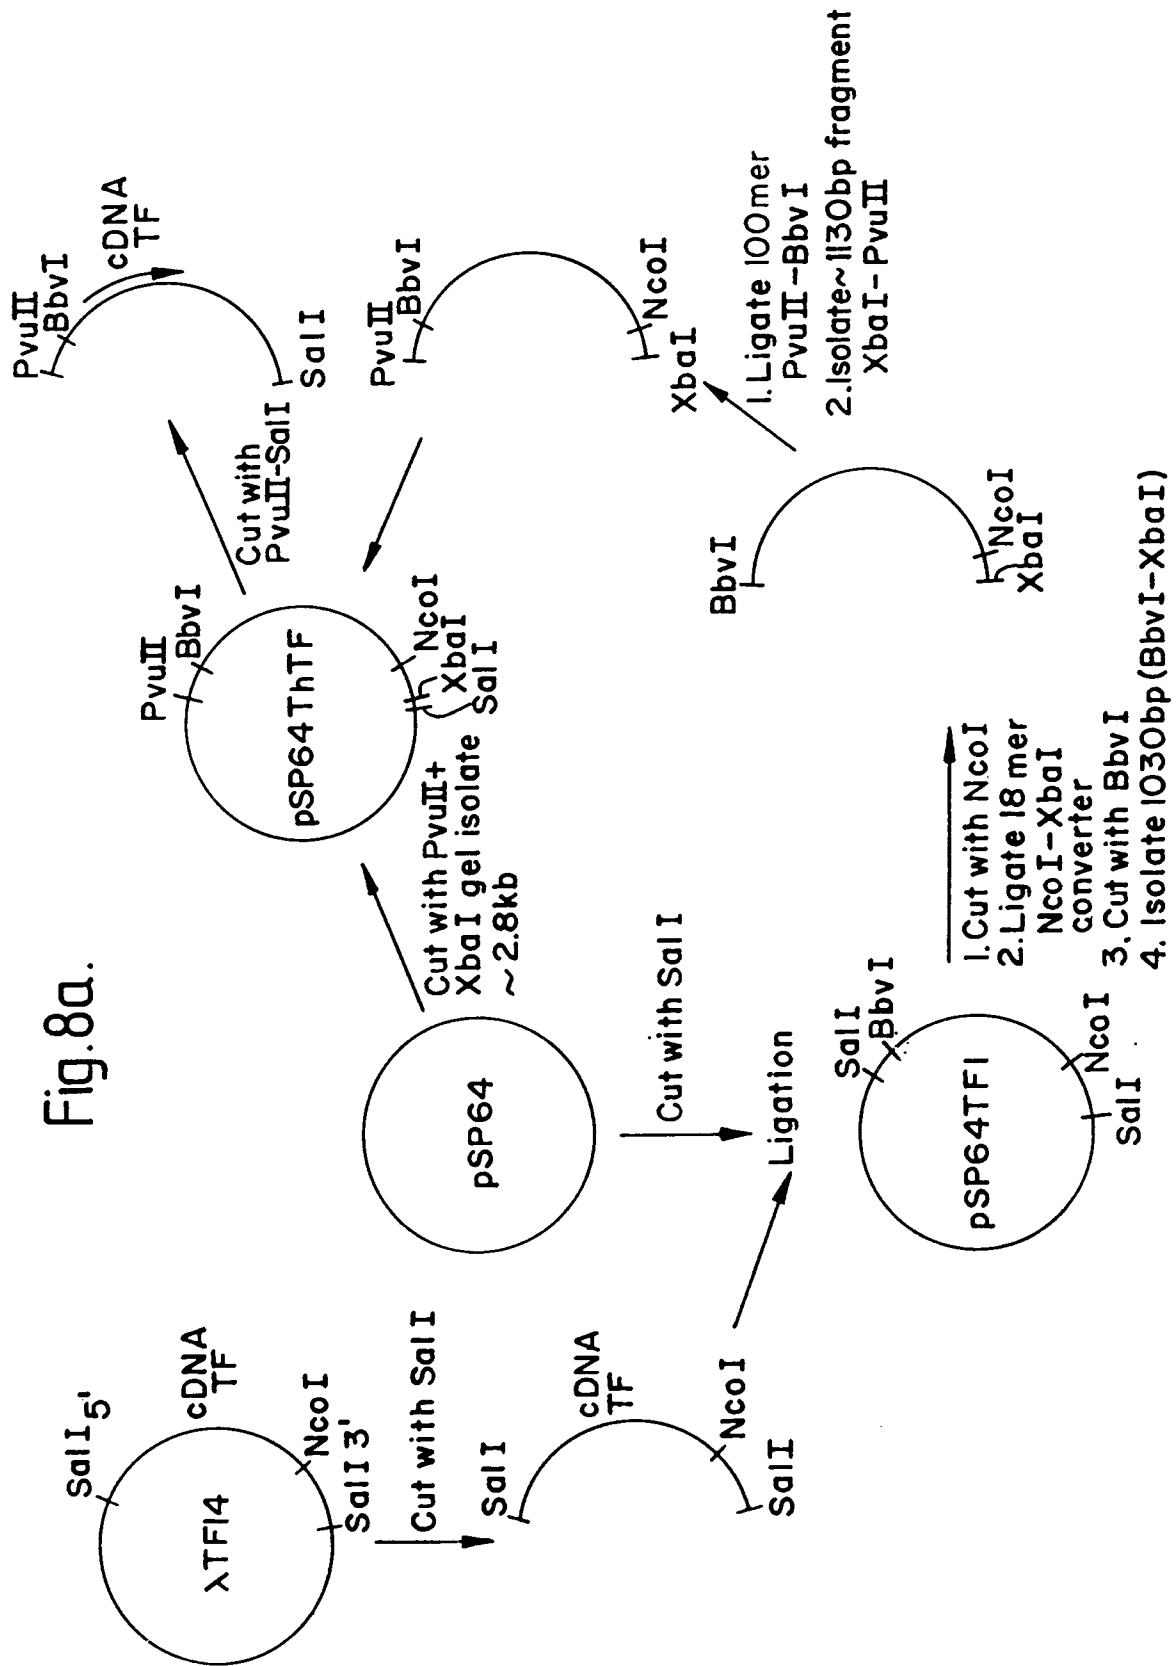 Fig.8a.
SalI 5'
cDNA
TF
λTF14
NcoI
SalI 3'
Cut with SalI
SalI
cDNA
TF
NcoI
SalI
pSP64
Cut with SalI
Ligation
SalI
BbvI
pSP64TF1
NcoI
SalI
1.Cut with NcoI
2.Ligate 18 mer
NcoI-XbaI
converter
3. Cut with BbvI
4. Isolate 1030bp (BbvI-XbaI)
BbvI
NcoI
XbaI
1.Ligate 100mer
PvuII-BbvI
2.Isolate~1130bp fragment
XbaI-PvuII
PvuII
BbvI
NcoI
XbaI
Cut with PvuII+
XbaI gel isolate
~2.8kb
PvuII
BbvI
pSP64ThTF
NcoI
XbaI
SalI
Cut with
PvuII-SalI
PvuII
BbvI
cDNA
TF
SalI